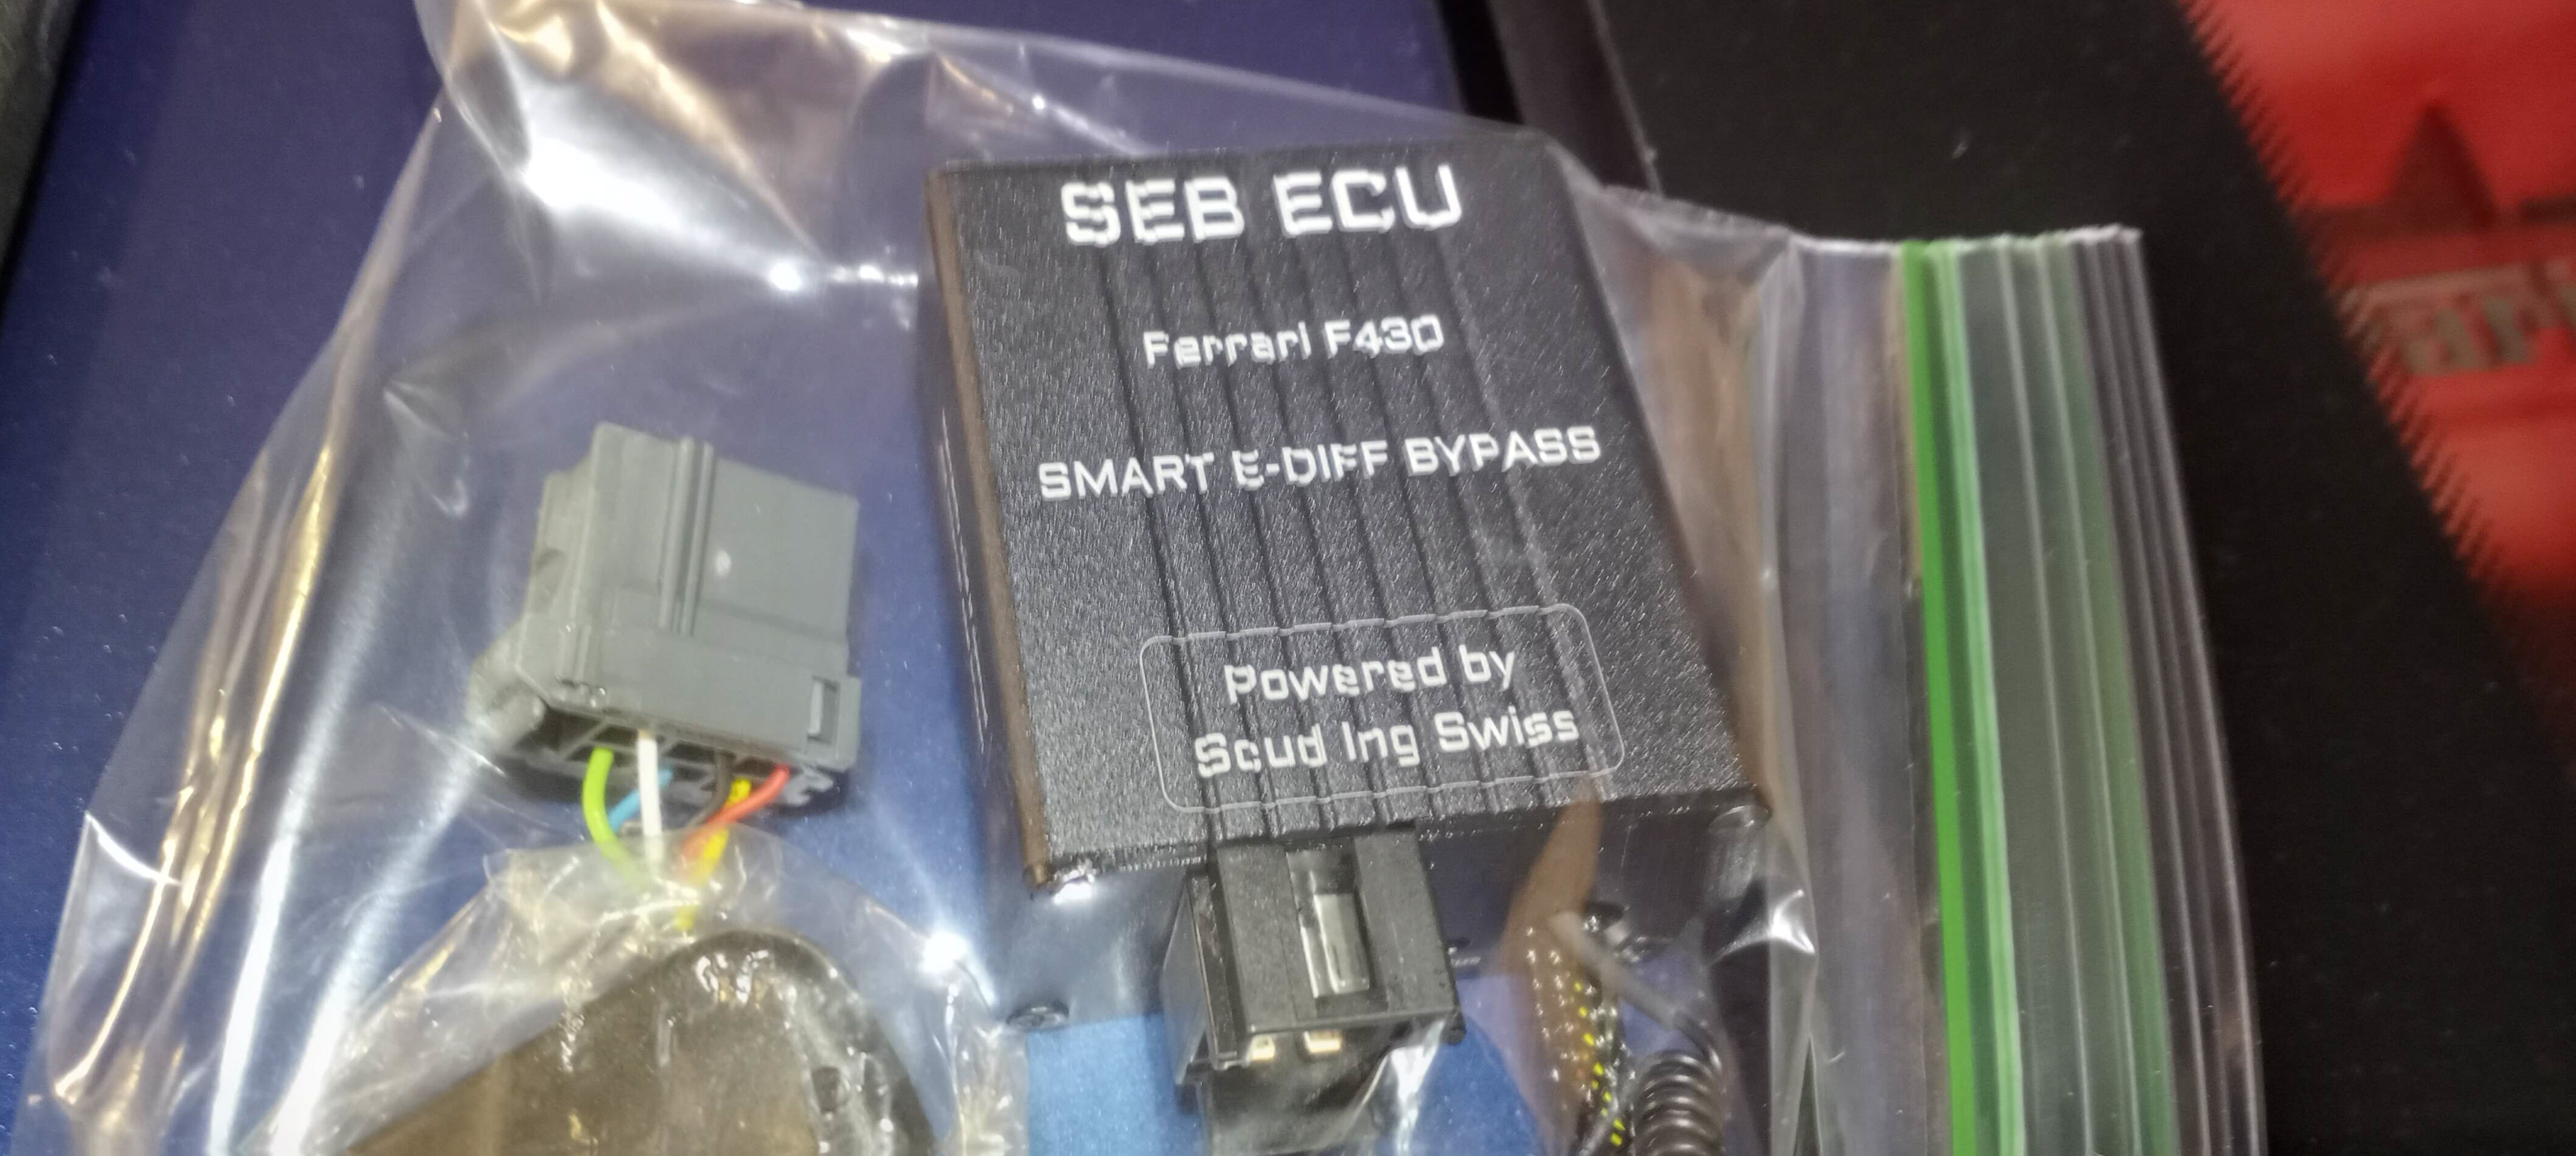 SEB ECU
Ferrari F430
SMART E-DIFF BYPASS
Powered by
Scud Ing Swiss